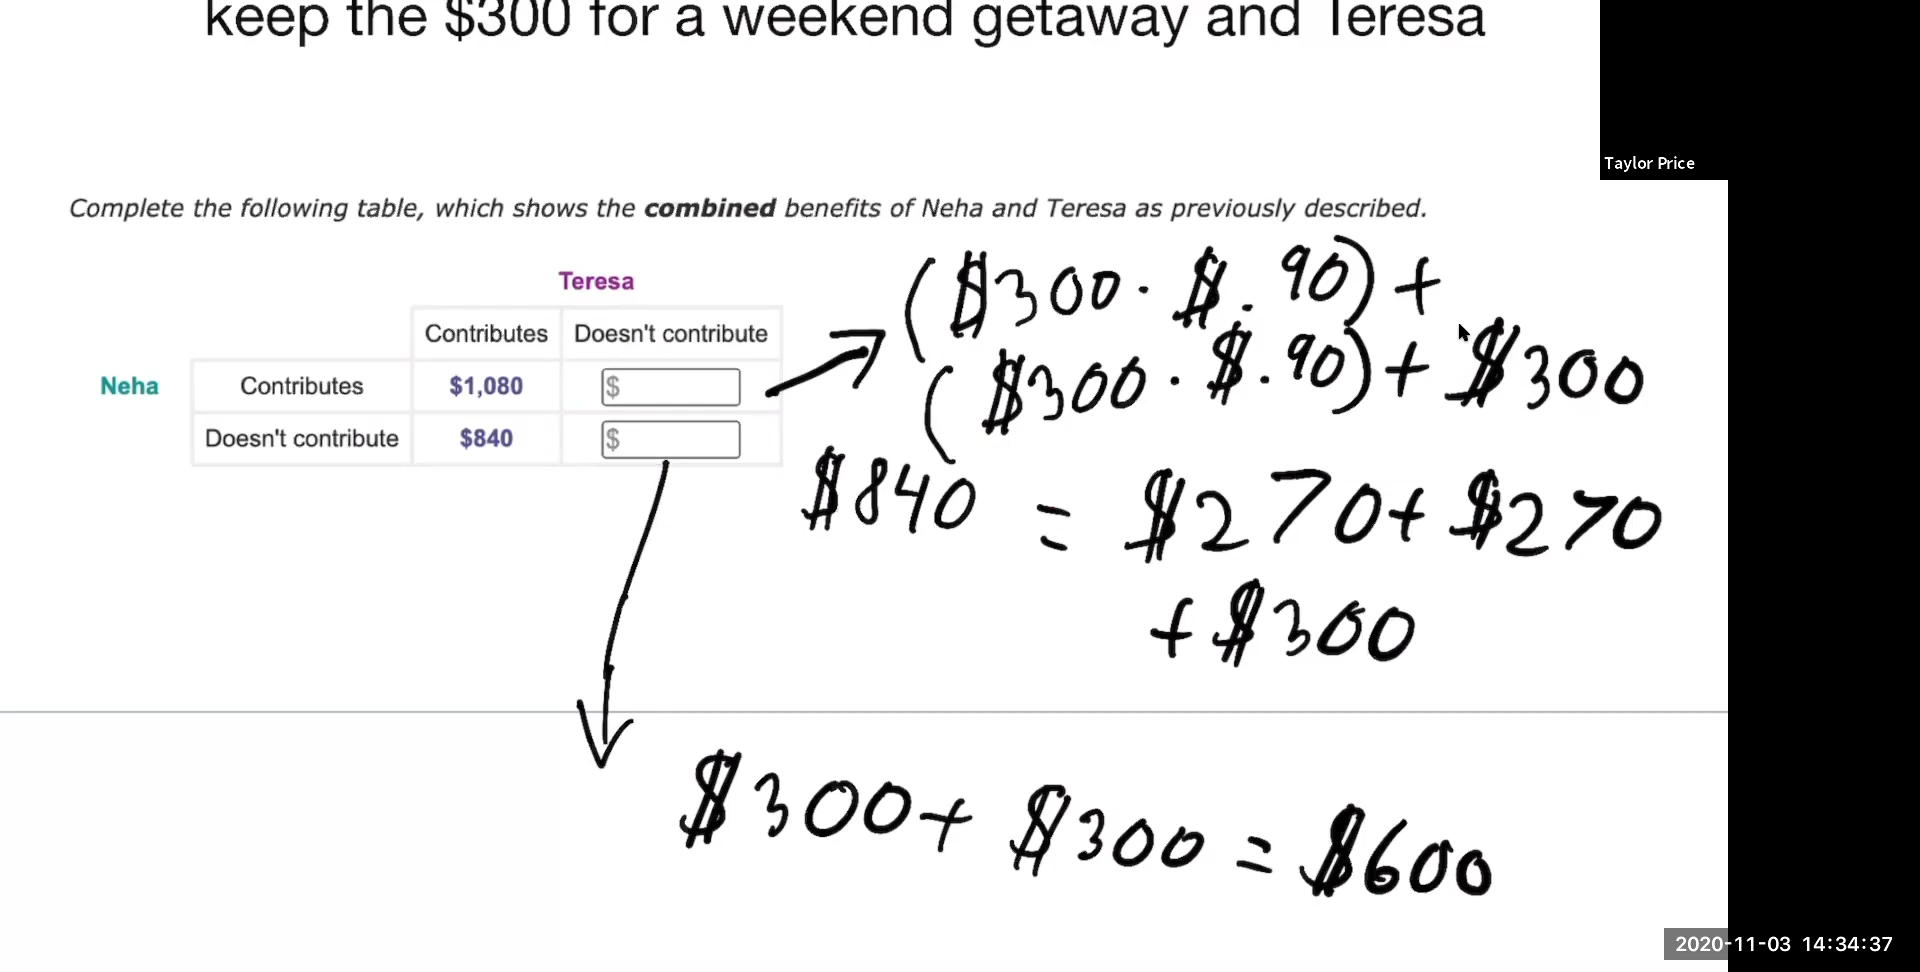 keep the $300 for a weekend getaway and Teresa
Taylor Price
Complete the following table, which shows the combined benefits of Neha and Teresa as previously described.
Teresa
Contributes Doesn't contribute
Neha Contributes $1,080 $
Doesn't contribute $840 $
($300 · $.90) +
($300 · $.90) + $300
$840 = $270 + $270
+ $300
$300 + $300 = $600
2020-11-03 14:34:37